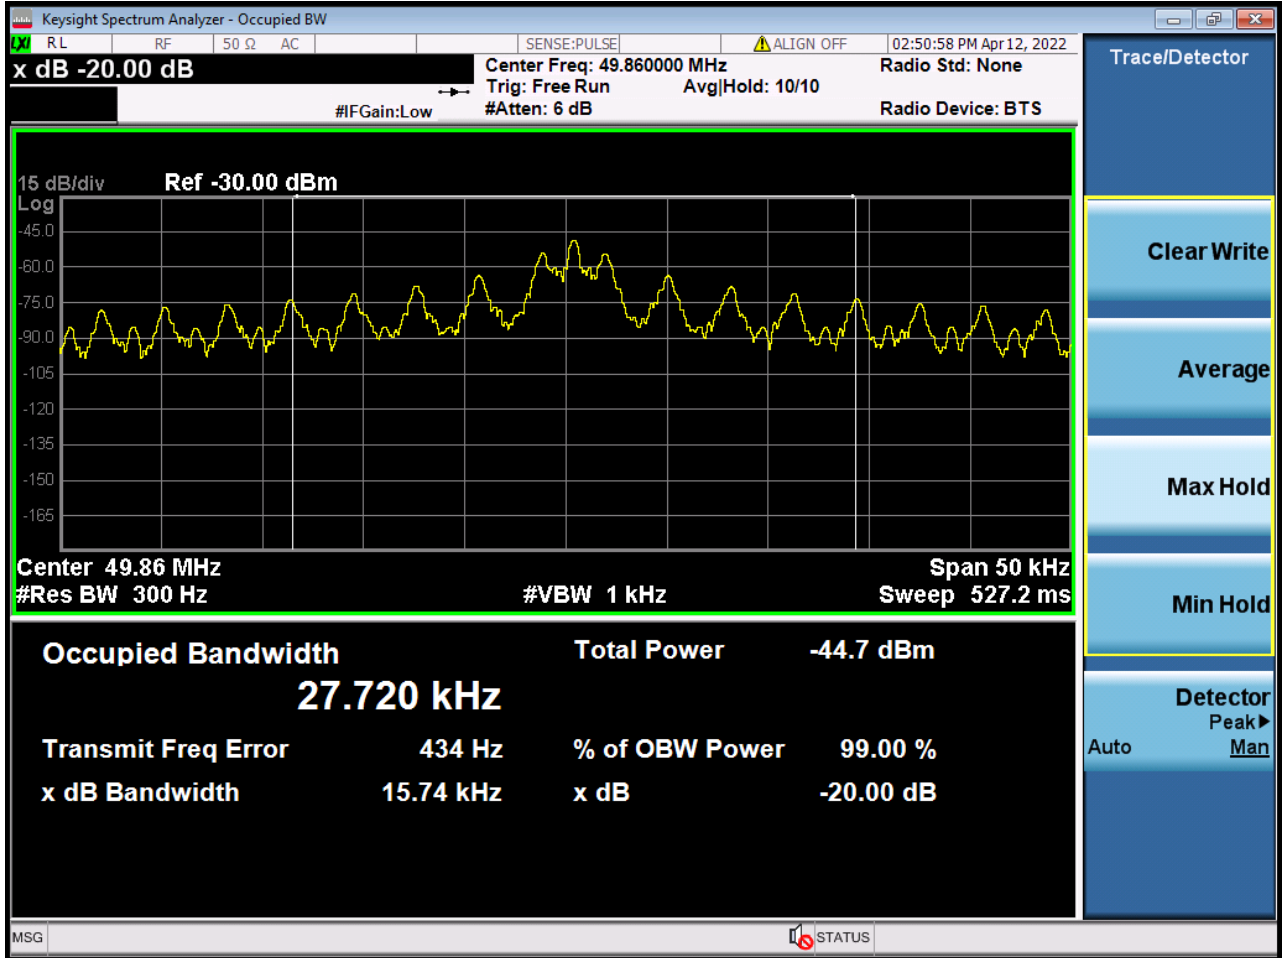 Keysight Spectrum Analyzer - Occupied BW
LXI RL RF 50 Ω AC SENSE:PULSE ALIGN OFF 02:50:58 PM Apr 12, 2022
x dB -20.00 dB
Center Freq: 49.860000 MHz Radio Std: None
Trig: Free Run Avg|Hold: 10/10
#IFGain:Low #Atten: 6 dB Radio Device: BTS
Trace/Detector
15 dB/div Ref -30.00 dBm
Log
-45.0
-60.0
-75.0
-90.0
-105
-120
-135
-150
-165
Center 49.86 MHz Span 50 kHz
#Res BW 300 Hz #VBW 1 kHz Sweep 527.2 ms
Clear Write
Average
Max Hold
Min Hold
Detector
Peak▶
Auto Man
Occupied Bandwidth Total Power -44.7 dBm
27.720 kHz
Transmit Freq Error 434 Hz % of OBW Power 99.00 %
x dB Bandwidth 15.74 kHz x dB -20.00 dB
MSG STATUS